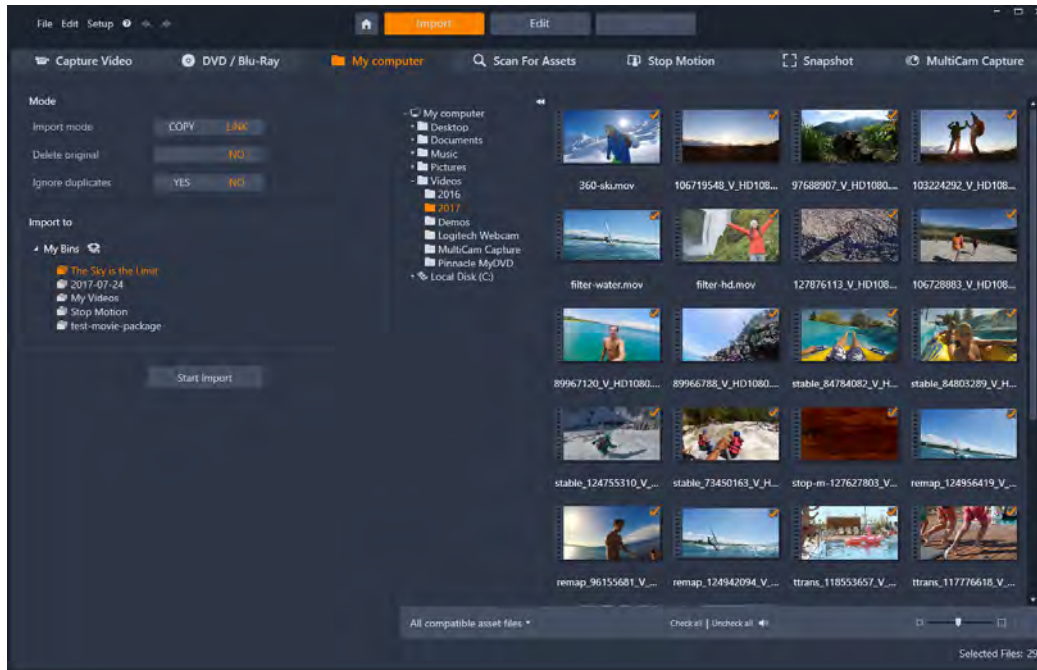 File Edit Setup
Import Edit
Capture Video DVD / Blu-Ray My computer Scan For Assets Stop Motion Snapshot MultiCam Capture
Mode
Import mode COPY LINK
Delete original NO
Ignore duplicates YES NO
Import to
My Bins
The Sky is the Limit
2017-07-24
My Videos
Stop Motion
test-movie-package
Start Import
My computer
Desktop
Documents
Music
Pictures
Videos
2016
2017
Demos
Logitech Webcam
MultiCam Capture
Pinnacle MyDVD
Local Disk (C:)
360-ski.mov 106719548_V_HD108... 97688907_V_HD1080.... 103224292_V_HD108...
filter-water.mov filter-hd.mov 127876113_V_HD108... 106728883_V_HD108...
89967120_V_HD1080.... 89966788_V_HD1080.... stable_84784082_V_H... stable_84803289_V_H...
stable_124755310_V_... stable_73450163_V_H... stop-m-127627803_V... remap_124956419_V...
remap_96155681_V_... remap_124942094_V... ttrans_118553657_V_... ttrans_117776618_V_...
All compatible asset files Check all | Uncheck all
Selected Files: 29